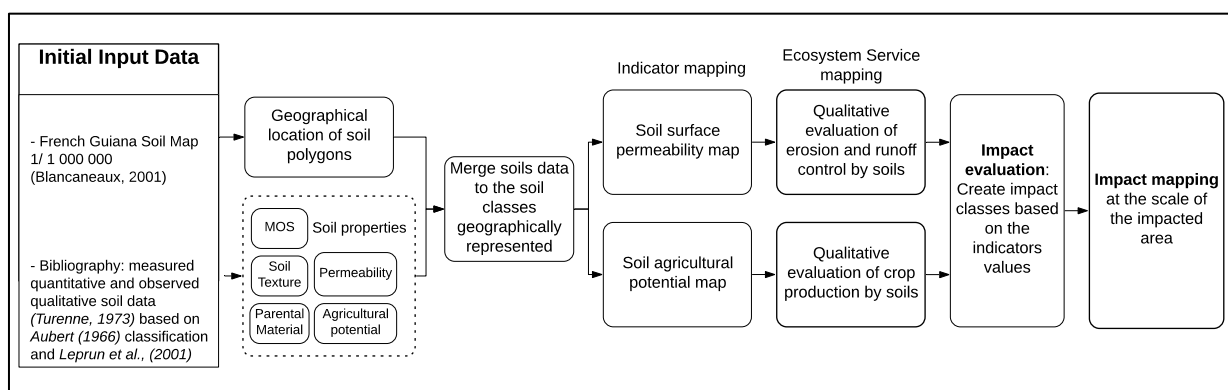 Initial Input Data
- French Guiana Soil Map
1/ 1 000 000
(Blancaneaux, 2001)
- Bibliography: measured
quantitative and observed
qualitative soil data
(Turenne, 1973) based on
Aubert (1966) classification
and Leprun et al., (2001)
Geographical
location of soil
polygons
MOS
Soil properties
Soil
Texture
Permeability
Parental
Material
Agricultural
potential
Merge soils data
to the soil
classes
geographically
represented
Indicator mapping
Soil surface
permeability map
Soil agricultural
potential map
Ecosystem Service
mapping
Qualitative
evaluation of
erosion and runoff
control by soils
Qualitative
evaluation of crop
production by soils
Impact
evaluation:
Create impact
classes based
on the
indicators
values
Impact mapping
at the scale of
the impacted
area